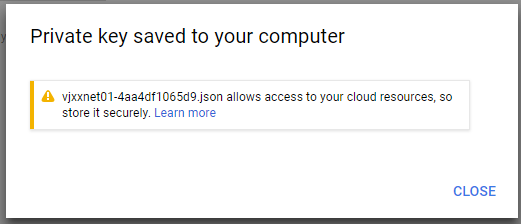 Private key saved to your computer
vjxxnet01-4aa4df1065d9.json allows access to your cloud resources, so
store it securely. Learn more
CLOSE